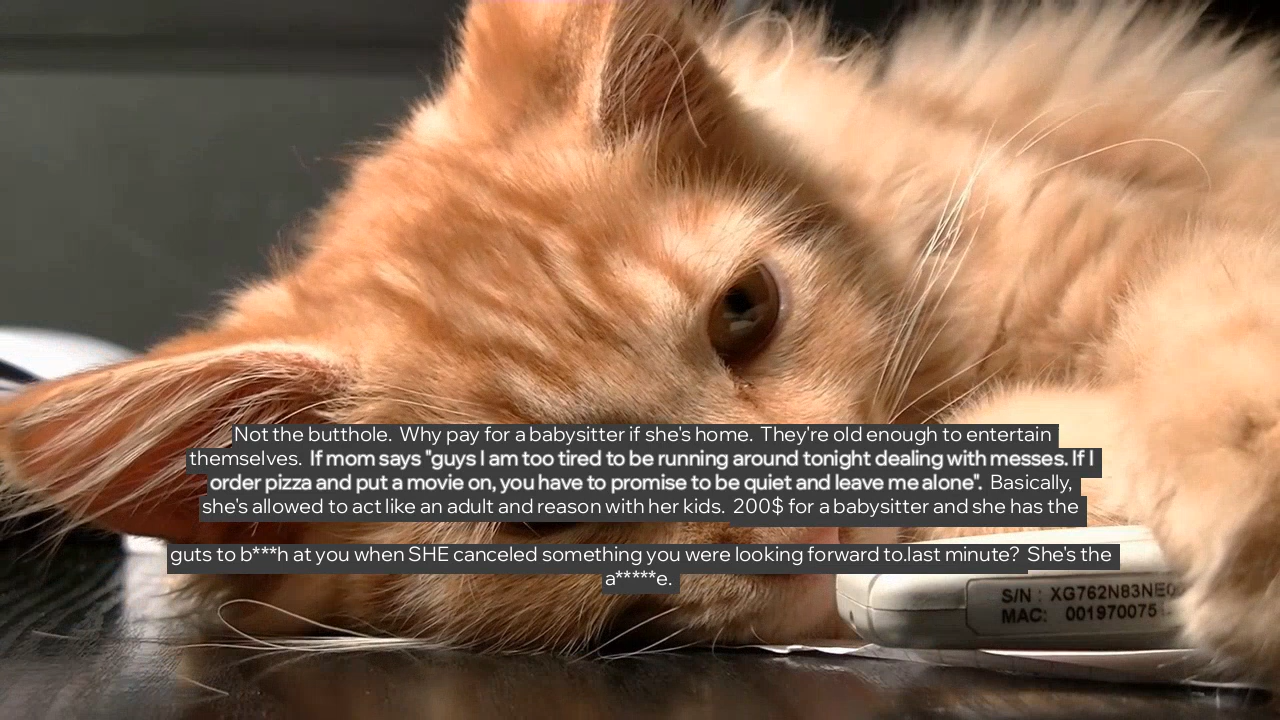 Not the butthole.  Why pay for a babysitter if she's home.  They're old enough to entertain
themselves.  If mom says "guys I am too tired to be running around tonight dealing with messes. If I
order pizza and put a movie on, you have to promise to be quiet and leave me alone".  Basically,
she's allowed to act like an adult and reason with her kids.  200$ for a babysitter and she has the
guts to b***h at you when SHE canceled something you were looking forward to.last minute?  She's the
a*****e.
S/N : XG762N83NE0
MAC:   001970075